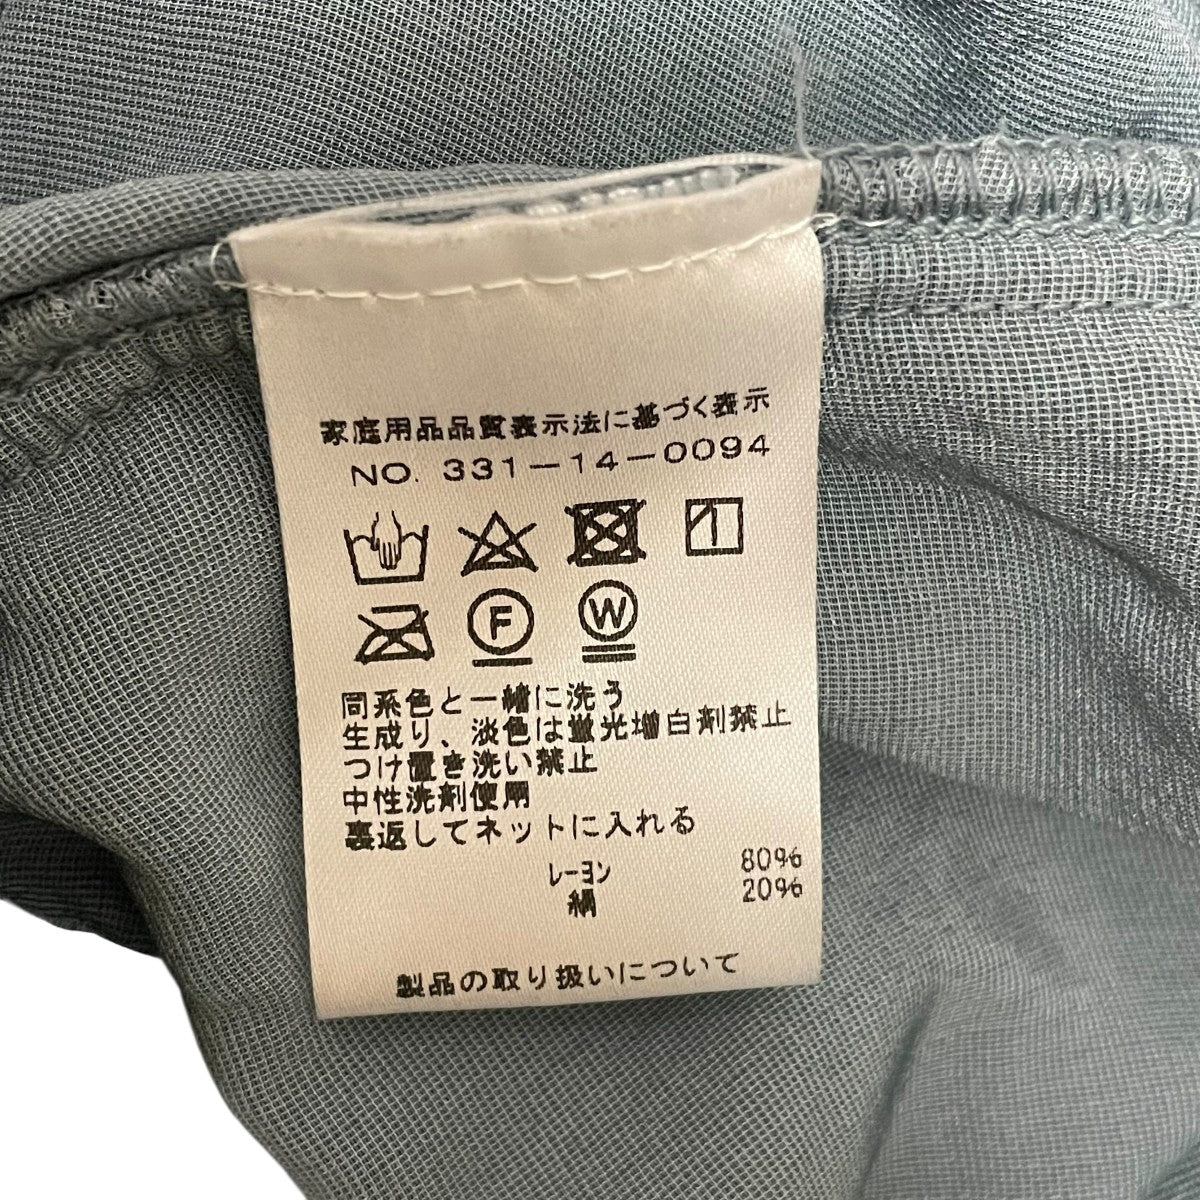 家庭用品品質表示法に基づく表示
NO. 331-14-0094
F
W
同系色と一緒に洗う
生成り、淡色は蛍光増白剤禁止
つけ置き洗い禁止
中性洗剤使用
裏返してネットに入れる
レーヨン 80%
絹 20%
製品の取り扱いについて